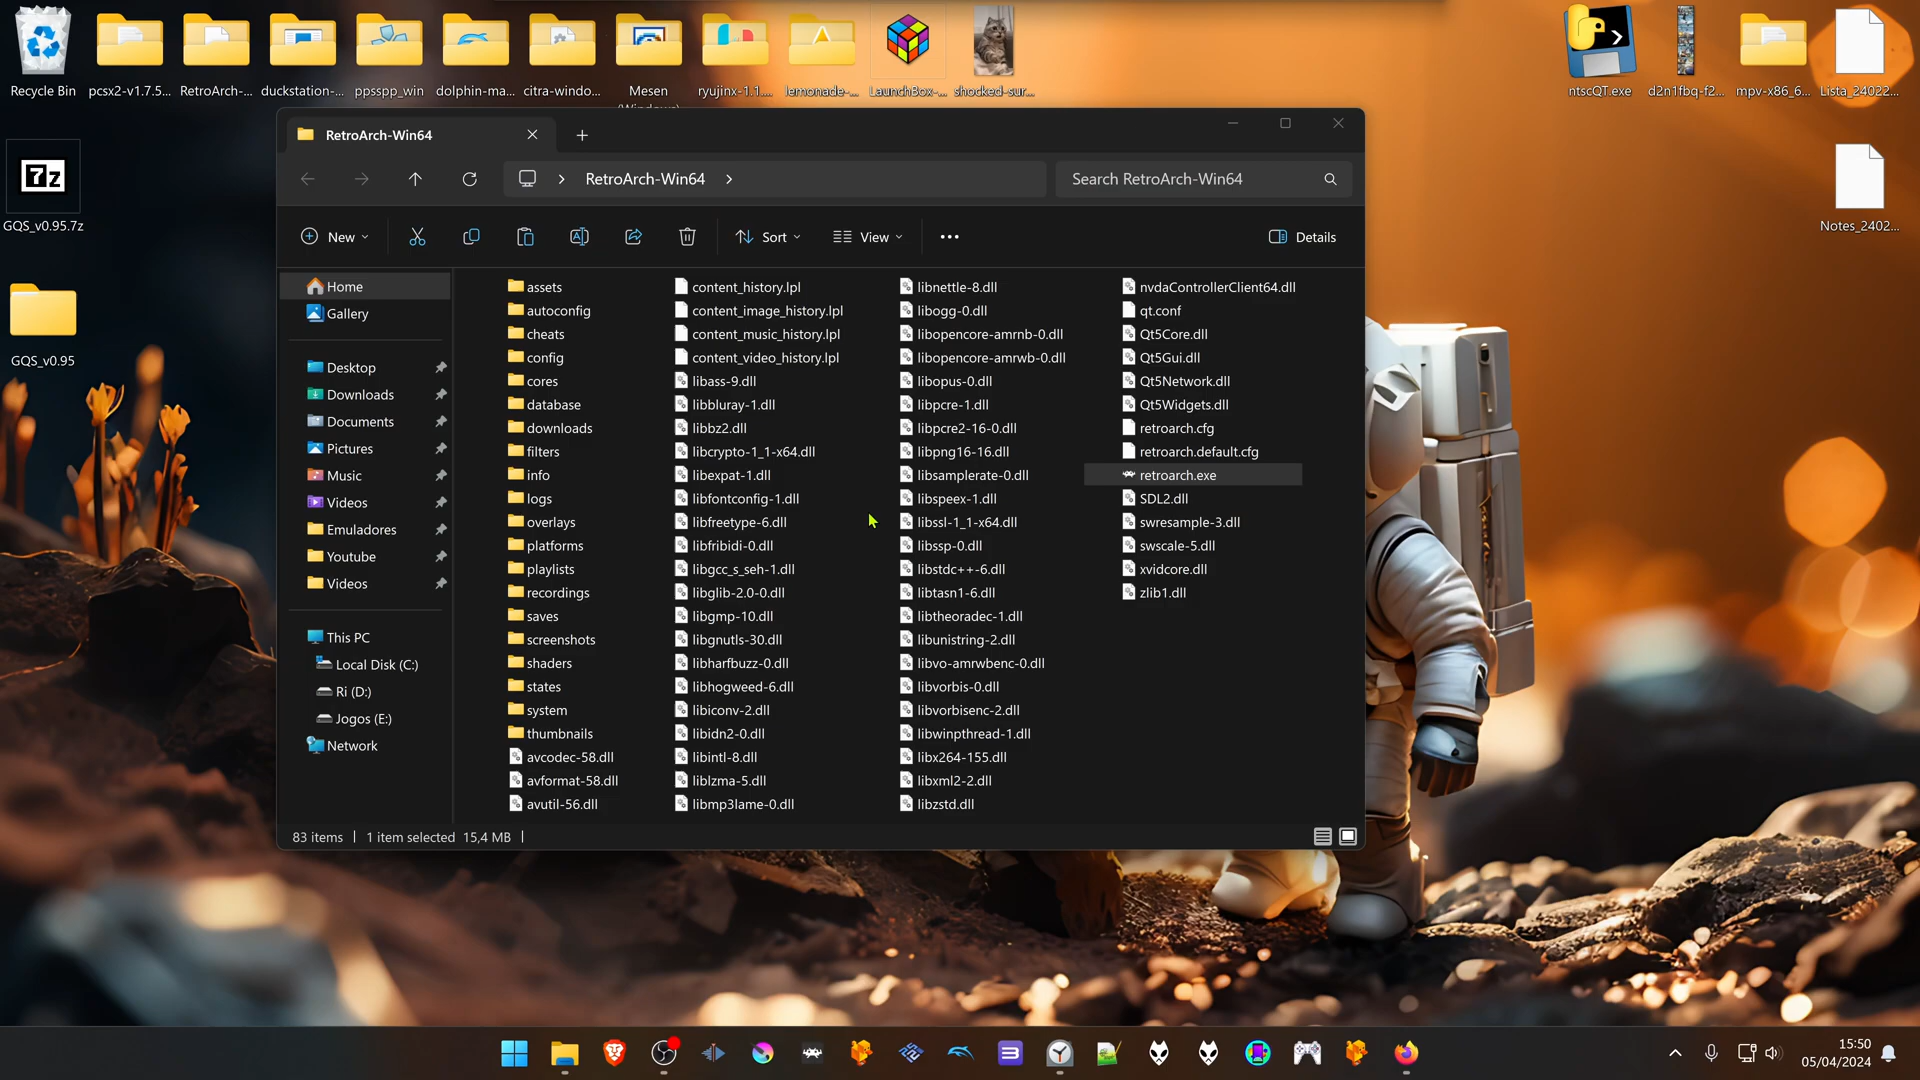 Recycle Bin
pcsx2-v1.7.5...
RetroArch-...
duckstation-...
ppsspp_win
dolphin-ma...
citra-windo...
Mesen
(Windows)
ryujinx-1.1....
lemonade-...
LaunchBox-...
shocked-sur...
ntscQT.exe
d2n1fbq-f2...
mpv-x86_6...
Lista_24022...
GQS_v0.95.7z
Notes_2402...
GQS_v0.95
RetroArch-Win64
RetroArch-Win64
Search RetroArch-Win64
New
Sort
View
Details
Home
Gallery
Desktop
Downloads
Documents
Pictures
Music
Videos
Emuladores
Youtube
Videos
This PC
Local Disk (C:)
Ri (D:)
Jogos (E:)
Network
assets
autoconfig
cheats
config
cores
database
downloads
filters
info
logs
overlays
platforms
playlists
recordings
saves
screenshots
shaders
states
system
thumbnails
avcodec-58.dll
avformat-58.dll
avutil-56.dll
content_history.lpl
content_image_history.lpl
content_music_history.lpl
content_video_history.lpl
libass-9.dll
libbluray-1.dll
libbz2.dll
libcrypto-1_1-x64.dll
libexpat-1.dll
libfontconfig-1.dll
libfreetype-6.dll
libfribidi-0.dll
libgcc_s_seh-1.dll
libglib-2.0-0.dll
libgmp-10.dll
libgnutls-30.dll
libharfbuzz-0.dll
libhogweed-6.dll
libiconv-2.dll
libidn2-0.dll
libintl-8.dll
liblzma-5.dll
libmp3lame-0.dll
libnettle-8.dll
libogg-0.dll
libopencore-amrnb-0.dll
libopencore-amrwb-0.dll
libopus-0.dll
libpcre-1.dll
libpcre2-16-0.dll
libpng16-16.dll
libsamplerate-0.dll
libspeex-1.dll
libssl-1_1-x64.dll
libssp-0.dll
libstdc++-6.dll
libtasn1-6.dll
libtheoradec-1.dll
libunistring-2.dll
libvo-amrwbenc-0.dll
libvorbis-0.dll
libvorbisenc-2.dll
libwinpthread-1.dll
libx264-155.dll
libxml2-2.dll
libzstd.dll
nvdaControllerClient64.dll
qt.conf
Qt5Core.dll
Qt5Gui.dll
Qt5Network.dll
Qt5Widgets.dll
retroarch.cfg
retroarch.default.cfg
retroarch.exe
SDL2.dll
swresample-3.dll
swscale-5.dll
xvidcore.dll
zlib1.dll
83 items
1 item selected 15,4 MB
15:50
05/04/2024